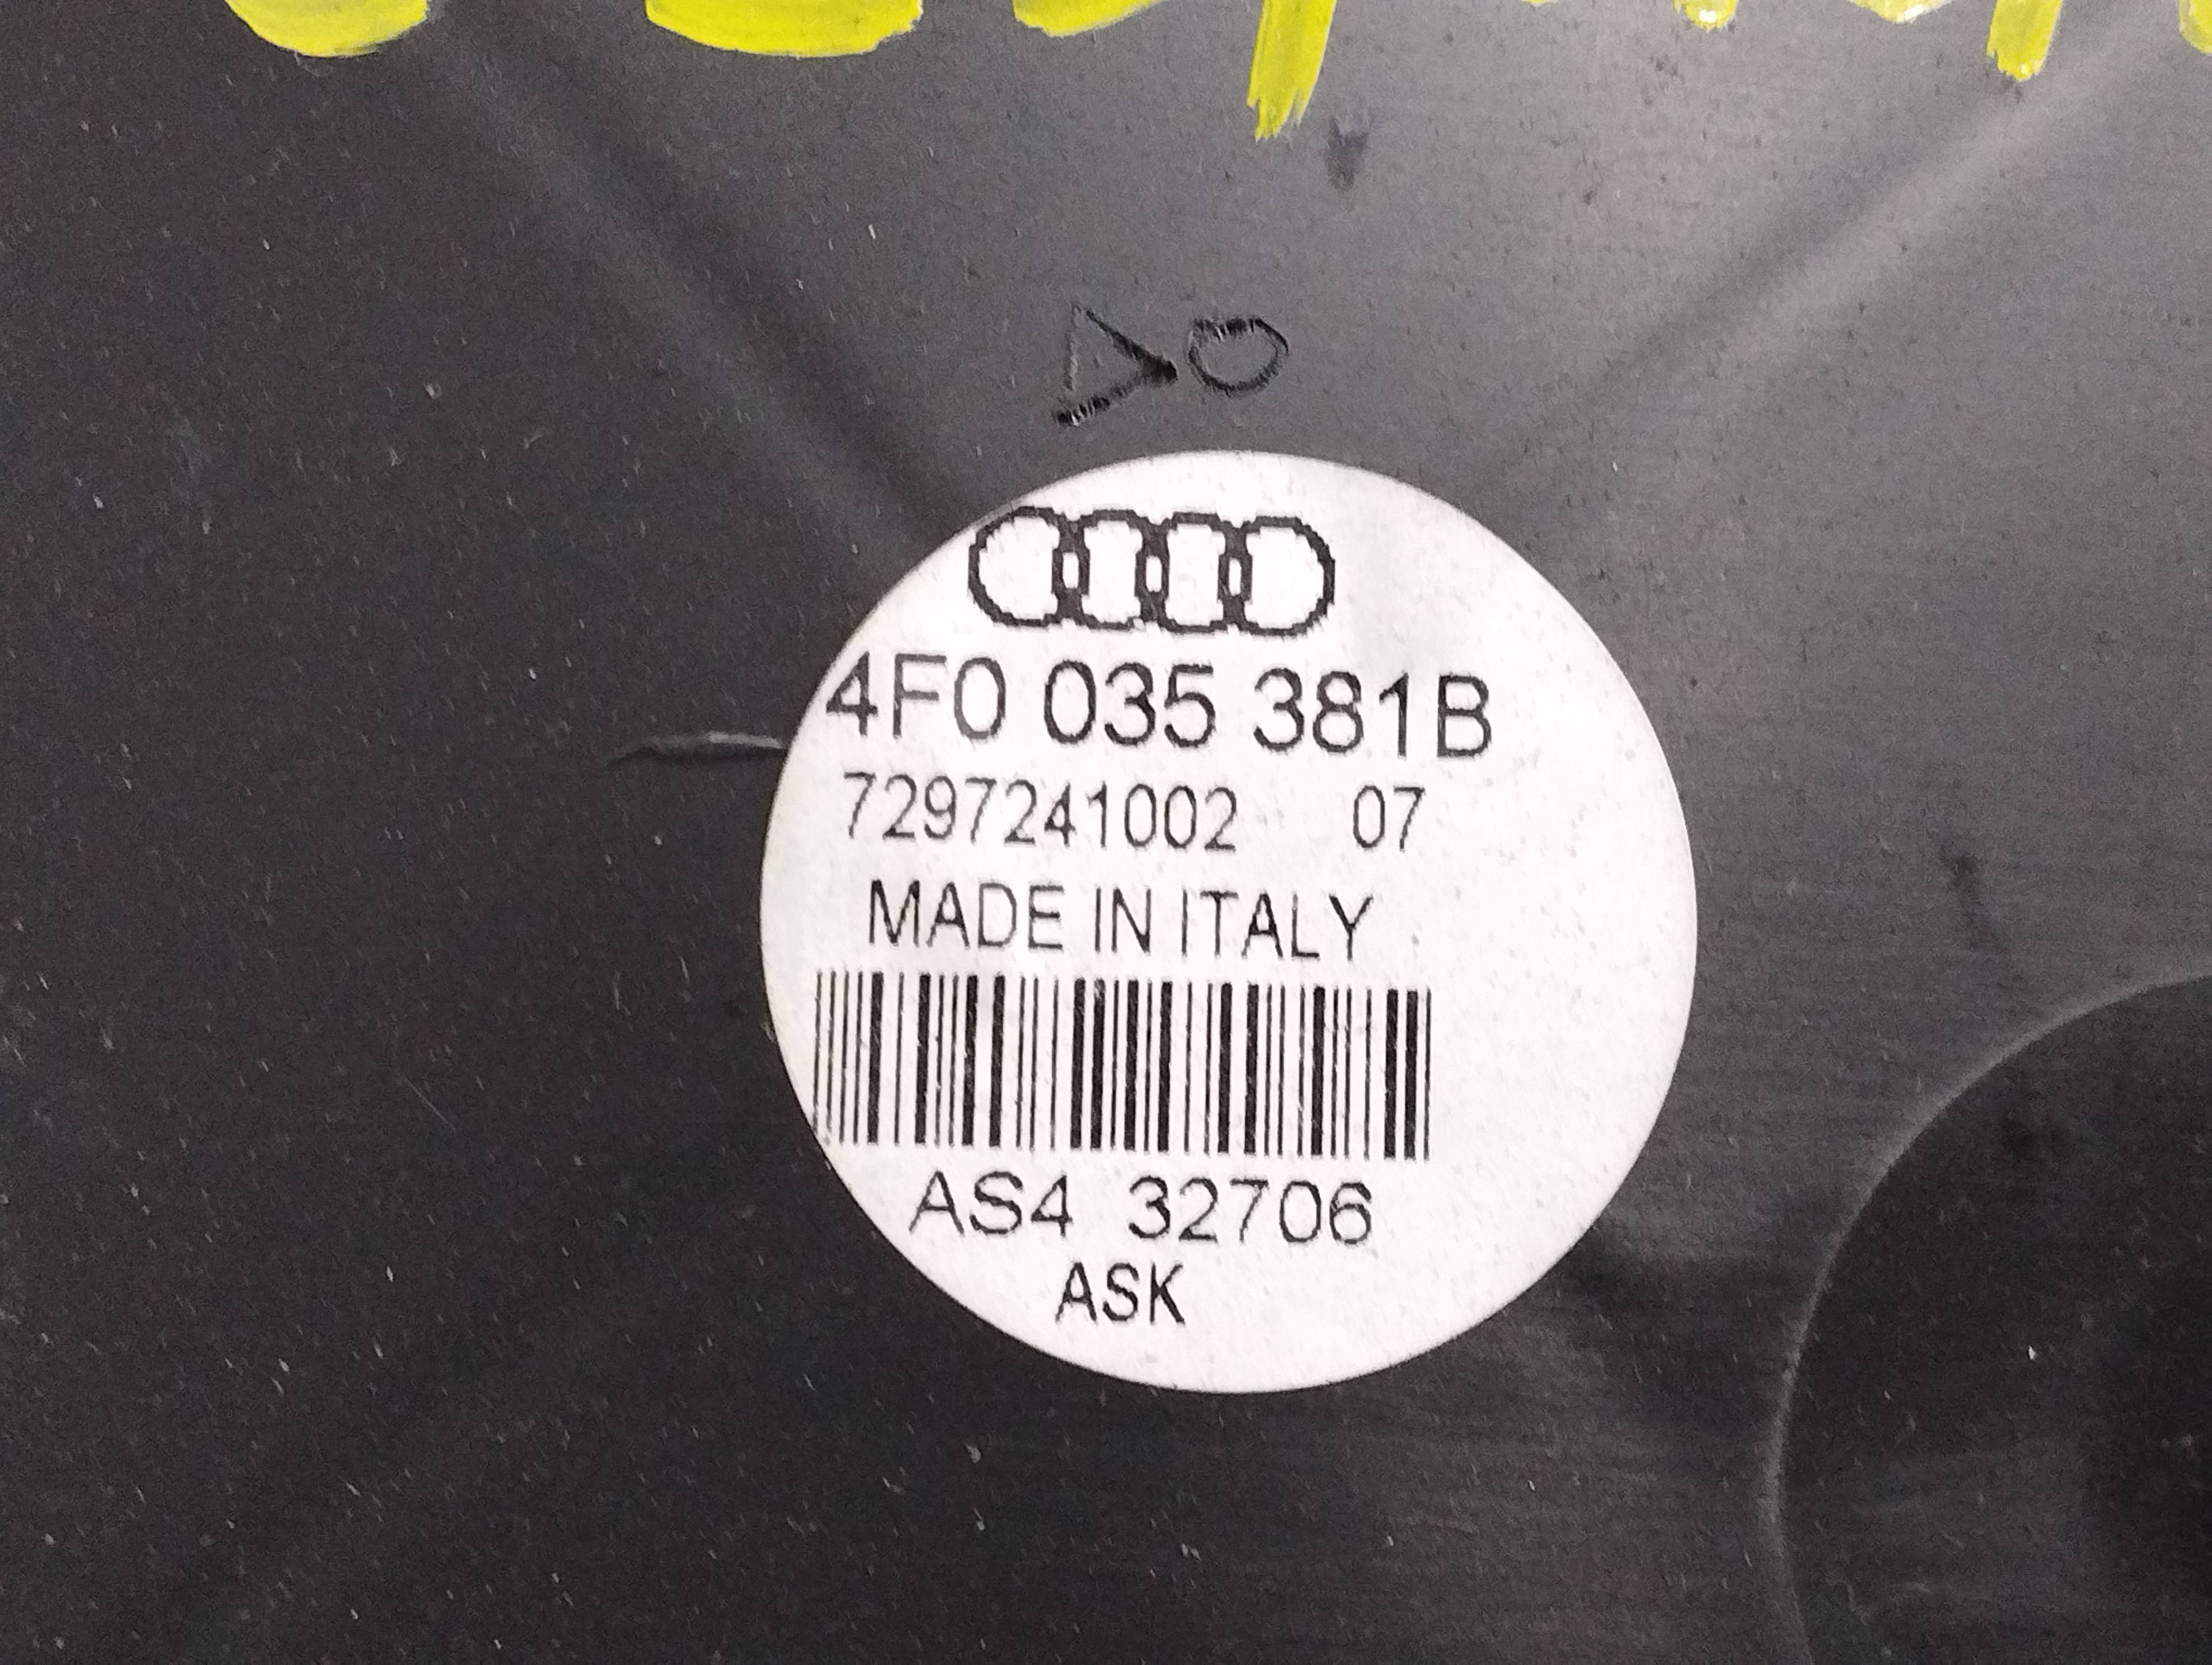 4F0 035 381B
7297241002 07
MADE IN ITALY
AS4 32706
ASK